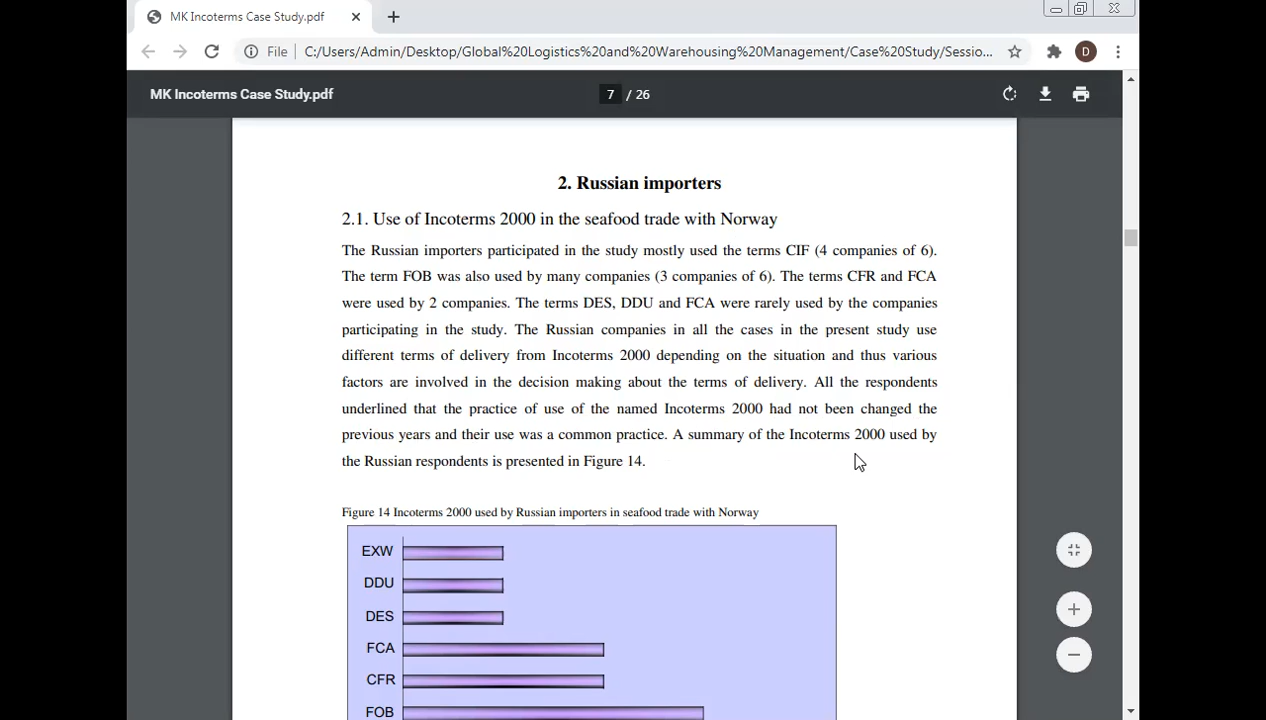 MK Incoterms Case Study.pdf
File C:/Users/Admin/Desktop/Global%20Logistics%20and%20Warehousing%20Management/Case%20Study/Sessio...
D
MK Incoterms Case Study.pdf
7 / 26
2. Russian importers
2.1. Use of Incoterms 2000 in the seafood trade with Norway
The Russian importers participated in the study mostly used the terms CIF (4 companies of 6).
The term FOB was also used by many companies (3 companies of 6). The terms CFR and FCA
were used by 2 companies. The terms DES, DDU and FCA were rarely used by the companies
participating in the study. The Russian companies in all the cases in the present study use
different terms of delivery from Incoterms 2000 depending on the situation and thus various
factors are involved in the decision making about the terms of delivery. All the respondents
underlined that the practice of use of the named Incoterms 2000 had not been changed the
previous years and their use was a common practice. A summary of the Incoterms 2000 used by
the Russian respondents is presented in Figure 14.
Figure 14 Incoterms 2000 used by Russian importers in seafood trade with Norway
EXW
DDU
DES
FCA
CFR
FOB